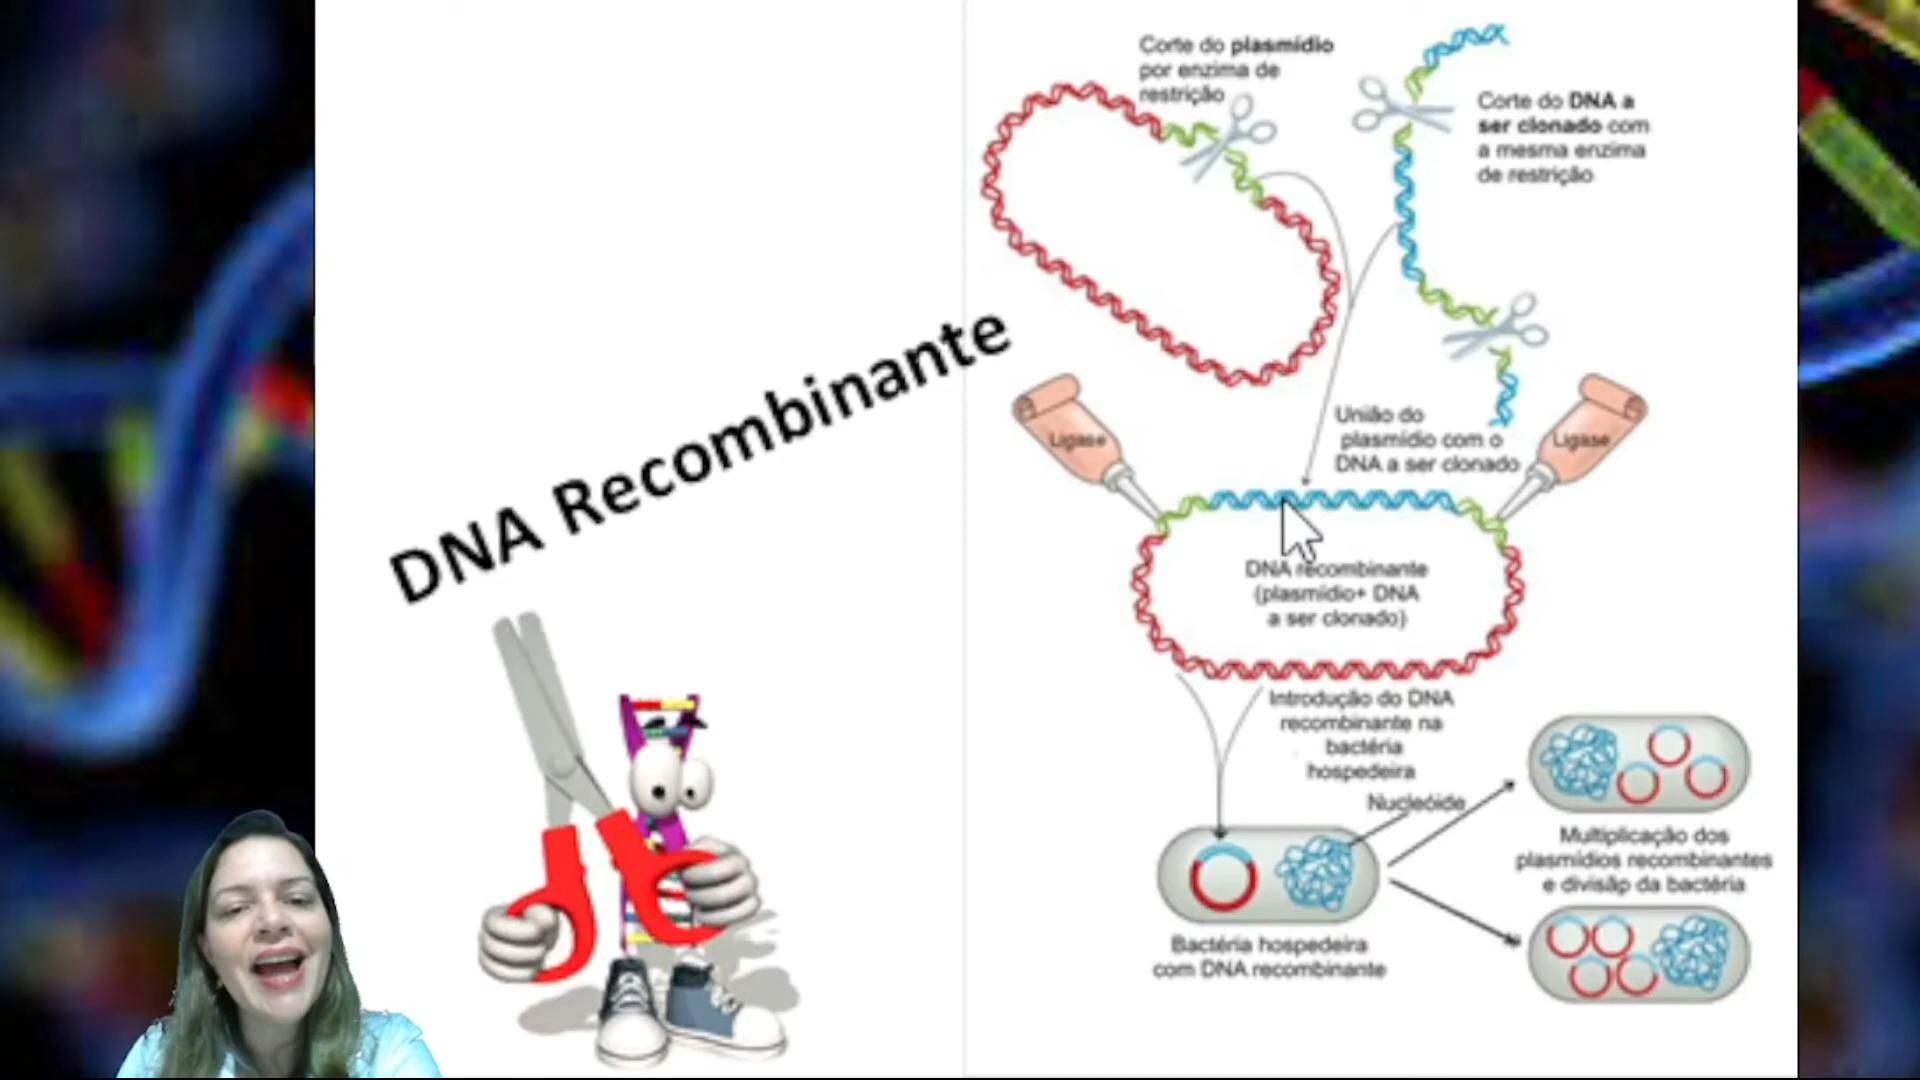 DNA Recombinante
Corte do plasmídio
por enzima de
restrição
Corte do DNA a
ser clonado com
a mesma enzima
de restrição
Ligase
União do
plasmídio com o
DNA a ser clonado
Ligase
DNA recombinante
(plasmídio+ DNA
a ser clonado)
Introdução do DNA
recombinante na
bactéria
hospedeira
Nucleóide
Multiplicação dos
plasmídios recombinantes
e divisãp da bactéria
Bactéria hospedeira
com DNA recombinante